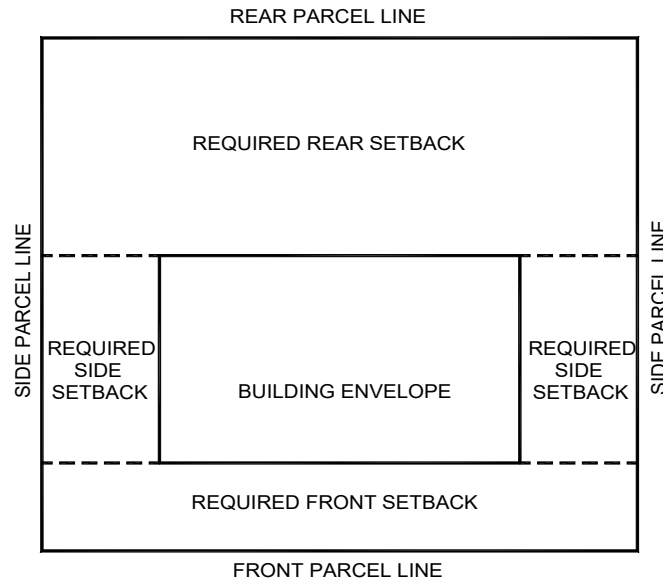 REAR PARCEL LINE
REQUIRED REAR SETBACK
SIDE PARCEL LINE
REQUIRED
SIDE
SETBACK
BUILDING ENVELOPE
REQUIRED
SIDE
SETBACK
SIDE PARCEL LINE
REQUIRED FRONT SETBACK
FRONT PARCEL LINE